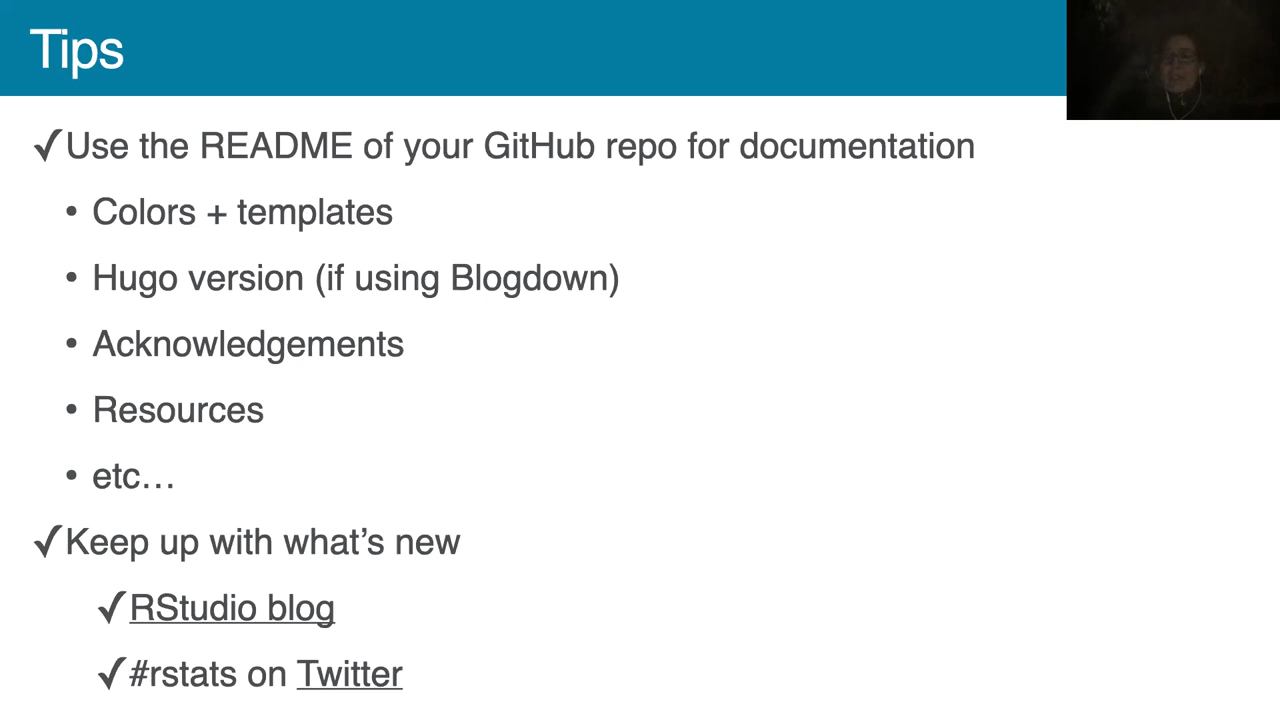 Tips
✓Use the README of your GitHub repo for documentation
• Colors + templates
• Hugo version (if using Blogdown)
• Acknowledgements
• Resources
• etc…
✓Keep up with what’s new
✓RStudio blog
✓#rstats on Twitter